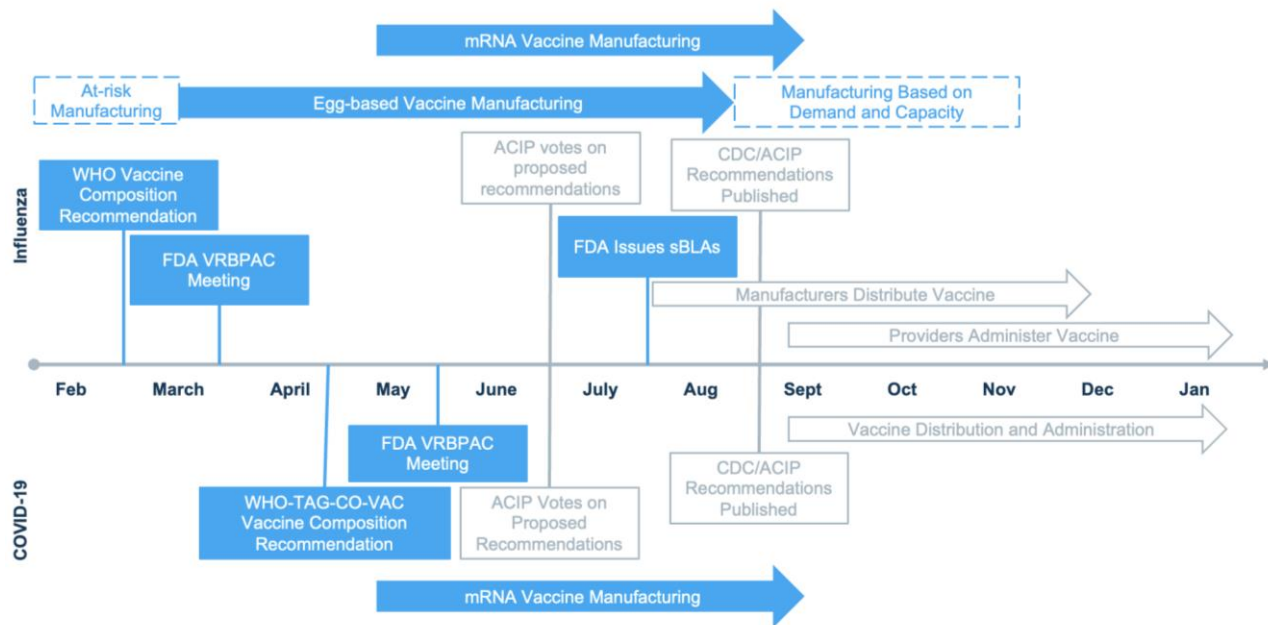 mRNA Vaccine Manufacturing
At-risk
Manufacturing
Egg-based Vaccine Manufacturing
Manufacturing Based on
Demand and Capacity
Influenza
WHO Vaccine
Composition
Recommendation
FDA VRBPAC
Meeting
ACIP votes on
proposed
recommendations
FDA Issues sBLAs
CDC/ACIP
Recommendations
Published
Manufacturers Distribute Vaccine
Providers Administer Vaccine
Feb March April May June July Aug Sept Oct Nov Dec Jan
COVID-19
WHO-TAG-CO-VAC
Vaccine Composition
Recommendation
FDA VRBPAC
Meeting
ACIP Votes on
Proposed
Recommendations
CDC/ACIP
Recommendations
Published
Vaccine Distribution and Administration
mRNA Vaccine Manufacturing